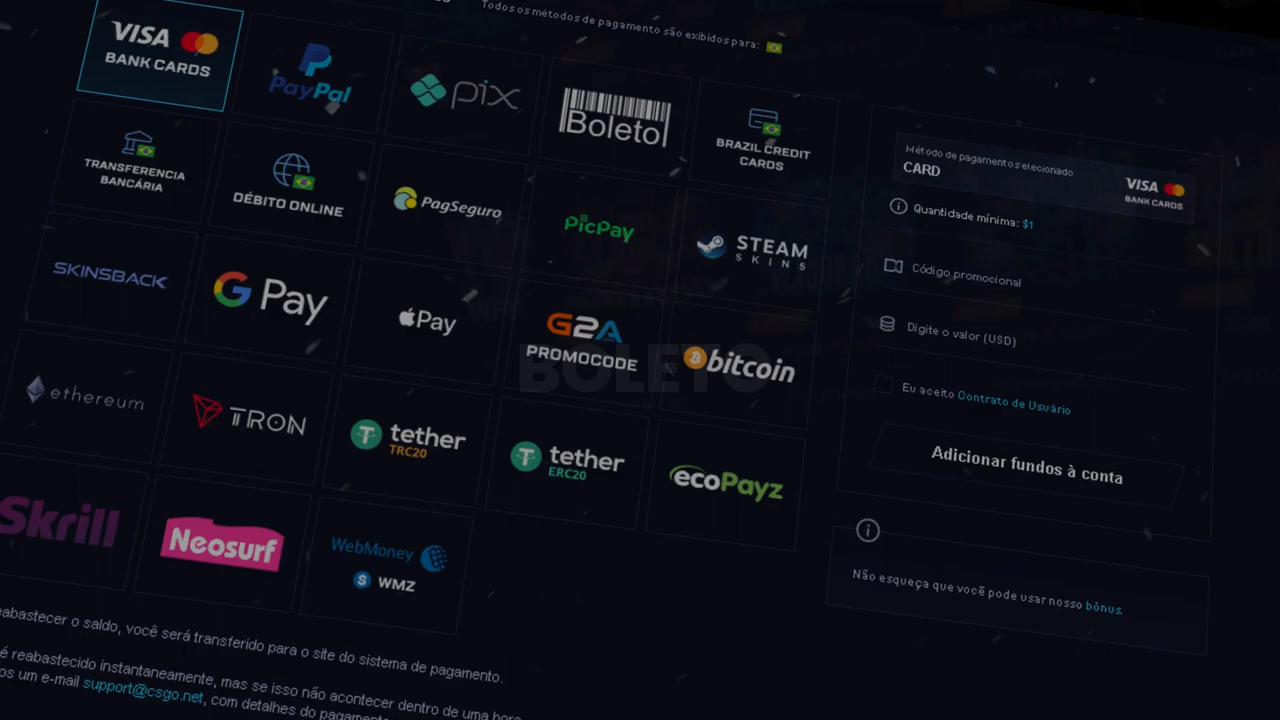 Todos os métodos de pagamento são exibidos para:
VISA
BANK CARDS
PayPal
pix
Boleto
BRAZIL CREDIT
CARDS
TRANSFERENCIA
BANCÁRIA
DÉBITO ONLINE
PagSeguro
PicPay
STEAM
SKINS
SKINSBACK
G Pay
Pay
G2A
PROMOCODE
bitcoin
ethereum
TRON
tether
TRC20
tether
ERC20
ecoPayz
Skrill
Neosurf
WebMoney
WMZ
BOLETO
Método de pagamento selecionado
CARD
VISA
BANK CARDS
Quantidade mínima: $1
Código promocional
Digite o valor (USD)
Eu aceito Contrato de Usuário
Adicionar fundos à conta
Não esqueça que você pode usar nosso bônus.
eabastecer o saldo, você será transferido para o site do sistema de pagamento.
é reabastecido instantaneamente, mas se isso não acontecer dentro de uma hora
os um e-mail support@csgo.net, com detalhes do pagamento